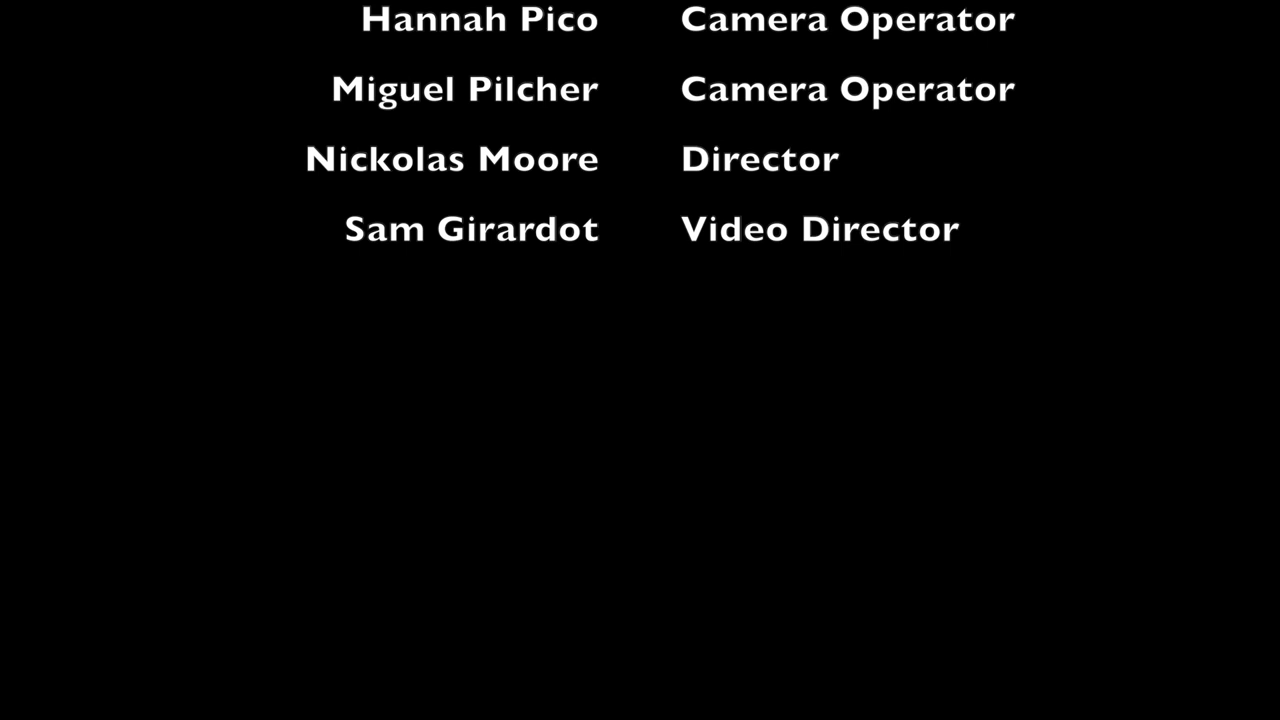 Hannah Pico Camera Operator
Miguel Pilcher Camera Operator
Nickolas Moore Director
Sam Girardot Video Director